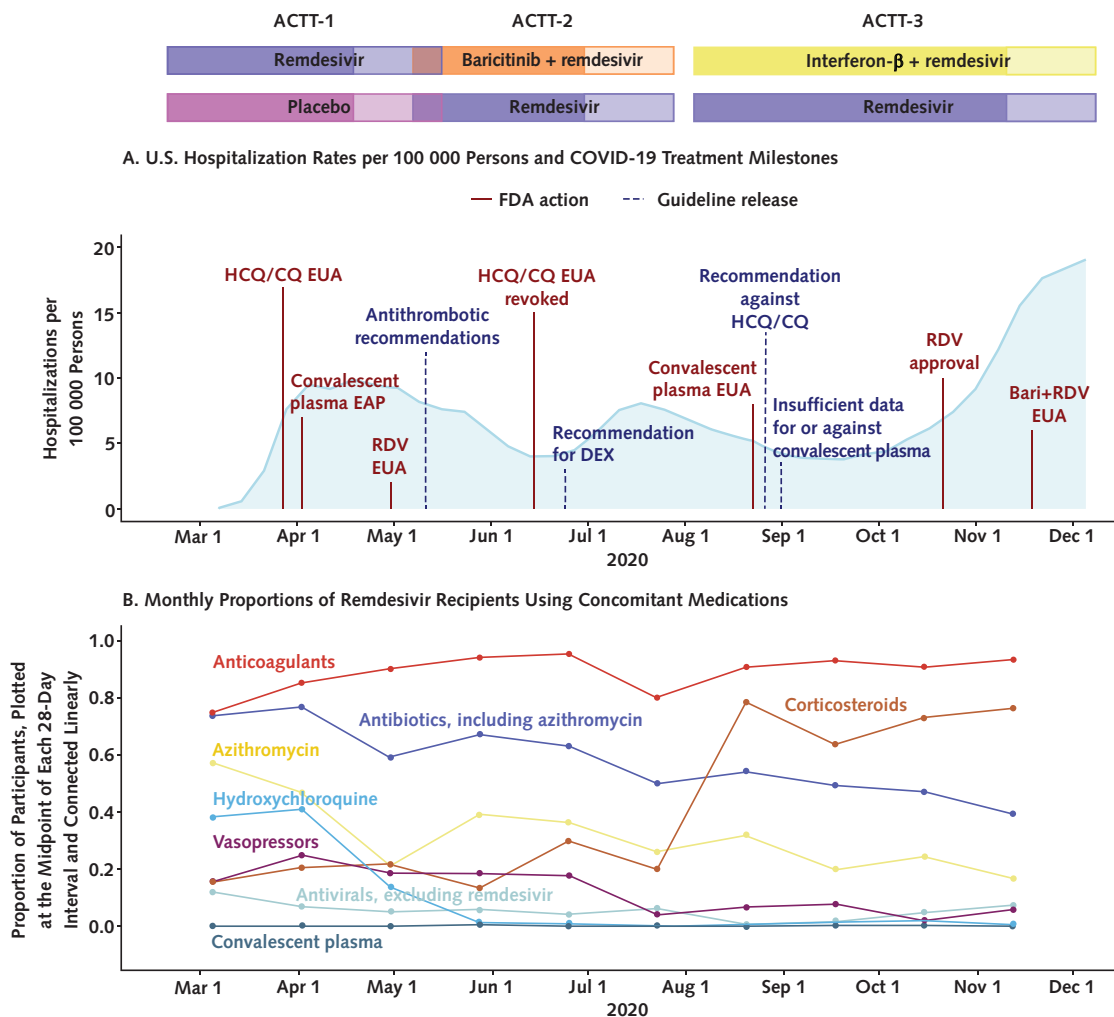 ACTT-1
ACTT-2
ACTT-3
Remdesivir
Baricitinib + remdesivir
Interferon-β + remdesivir
Placebo
Remdesivir
Remdesivir
A. U.S. Hospitalization Rates per 100 000 Persons and COVID-19 Treatment Milestones
FDA action
Guideline release
Hospitalizations per
100 000 Persons
20
15
10
5
0
HCQ/CQ EUA
Convalescent
plasma EAP
RDV
EUA
Antithrombotic
recommendations
HCQ/CQ EUA
revoked
Recommendation
for DEX
Convalescent
plasma EUA
Recommendation
against
HCQ/CQ
Insufficient data
for or against
convalescent plasma
RDV
approval
Bari+RDV
EUA
Mar 1
Apr 1
May 1
Jun 1
Jul 1
Aug 1
Sep 1
Oct 1
Nov 1
Dec 1
2020
B. Monthly Proportions of Remdesivir Recipients Using Concomitant Medications
Proportion of Participants, Plotted
at the Midpoint of Each 28-Day
Interval and Connected Linearly
1.0
0.8
0.6
0.4
0.2
0.0
Anticoagulants
Antibiotics, including azithromycin
Corticosteroids
Azithromycin
Hydroxychloroquine
Vasopressors
Antivirals, excluding remdesivir
Convalescent plasma
Mar 1
Apr 1
May 1
Jun 1
Jul 1
Aug 1
Sep 1
Oct 1
Nov 1
Dec 1
2020